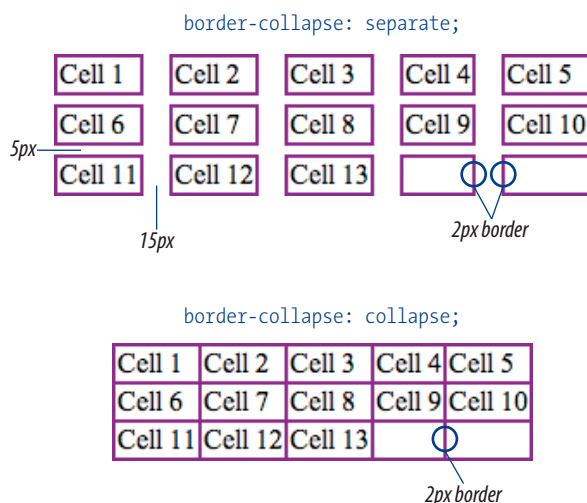 border-collapse: separate;
Cell 1 Cell 2 Cell 3 Cell 4 Cell 5
Cell 6 Cell 7 Cell 8 Cell 9 Cell 10
5px
Cell 11 Cell 12 Cell 13
15px
2px border
border-collapse: collapse;
Cell 1 Cell 2 Cell 3 Cell 4 Cell 5
Cell 6 Cell 7 Cell 8 Cell 9 Cell 10
Cell 11 Cell 12 Cell 13
2px border